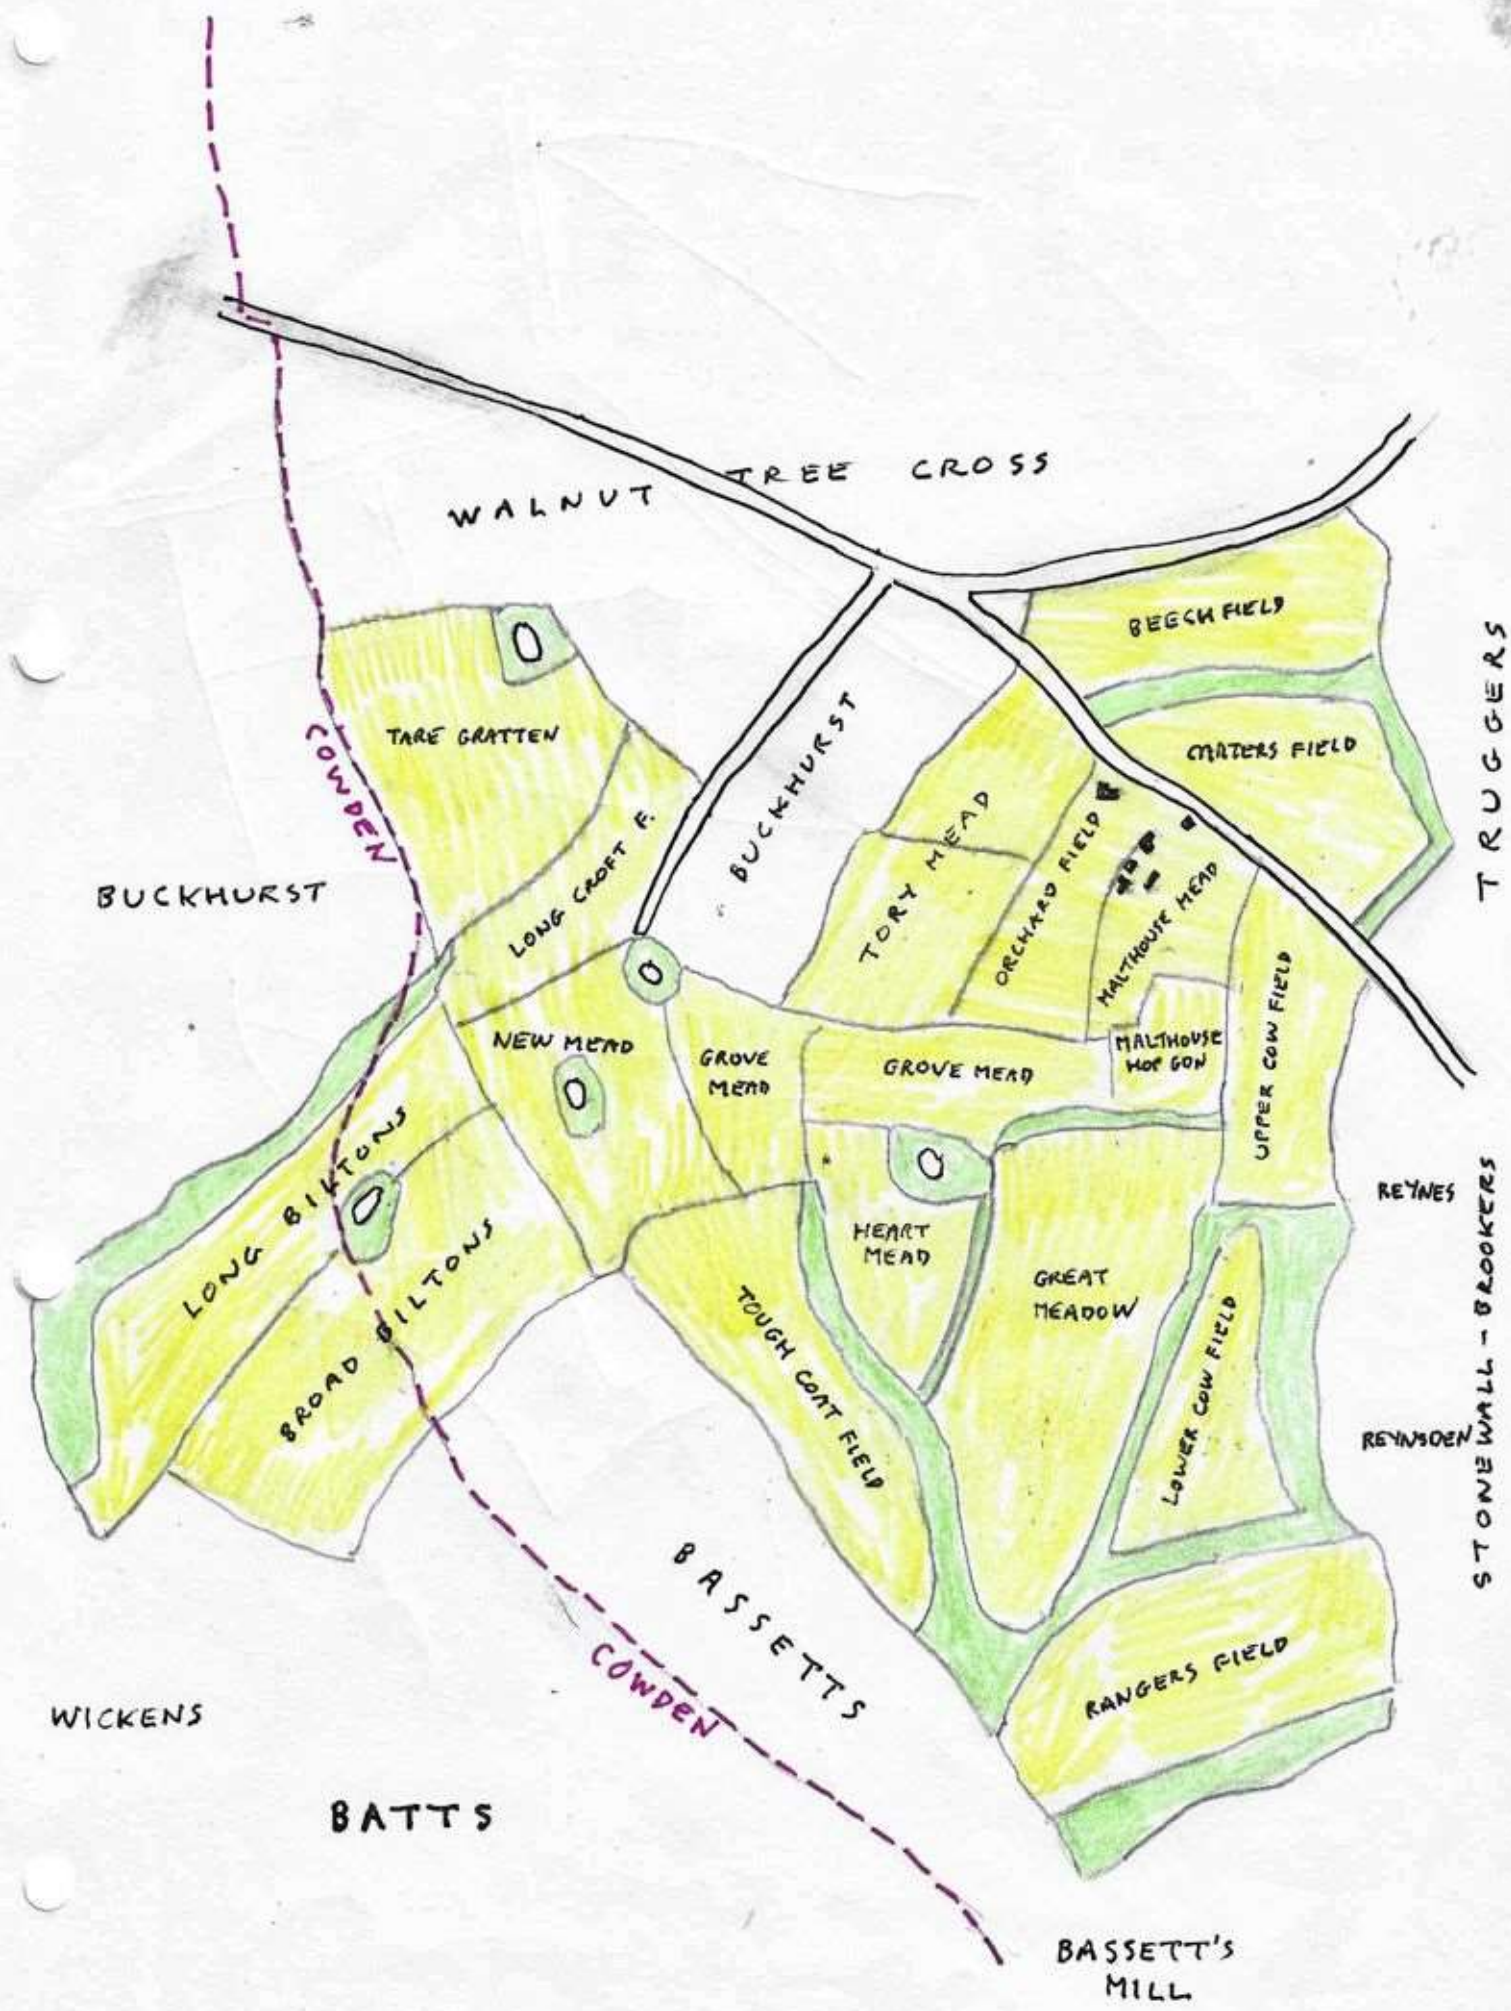 WALNUT TREE CROSS
BEECH FIELD
TRUGGERS
TARE GRATTEN
COWDEN
BUCKHURST
MATERS FIELD
BUCKHURST
LONG CROFT F.
TORY MEAD
ORCHARD FIELD
MALTHOUSE MEAD
NEW MEAD
GROVE
MEAD
GROVE MEAD
MALTHOUSE
HOP GDN
UPPER COW FIELD
LONG BILTONS
BROAD BILTONS
HEART
MEAD
GREAT
MEADOW
REYNES
TOUGH COAT FIELD
LOWER COW FIELD
REYNSDEN
STONEWALL - BROOKERS
BASSETTS
COWDEN
RANGERS FIELD
WICKENS
BATTS
BASSETT'S
MILL